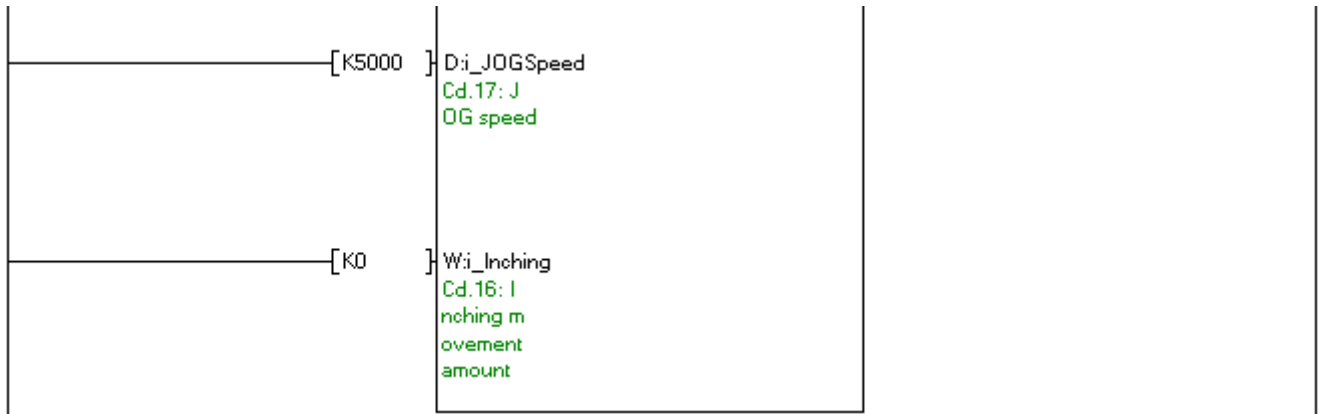 [K5000 ] D:i_JOGSpeed
Cd.17: J
OG speed
[K0 ] W:i_Inching
Cd.16: I
nching m
ovement
amount